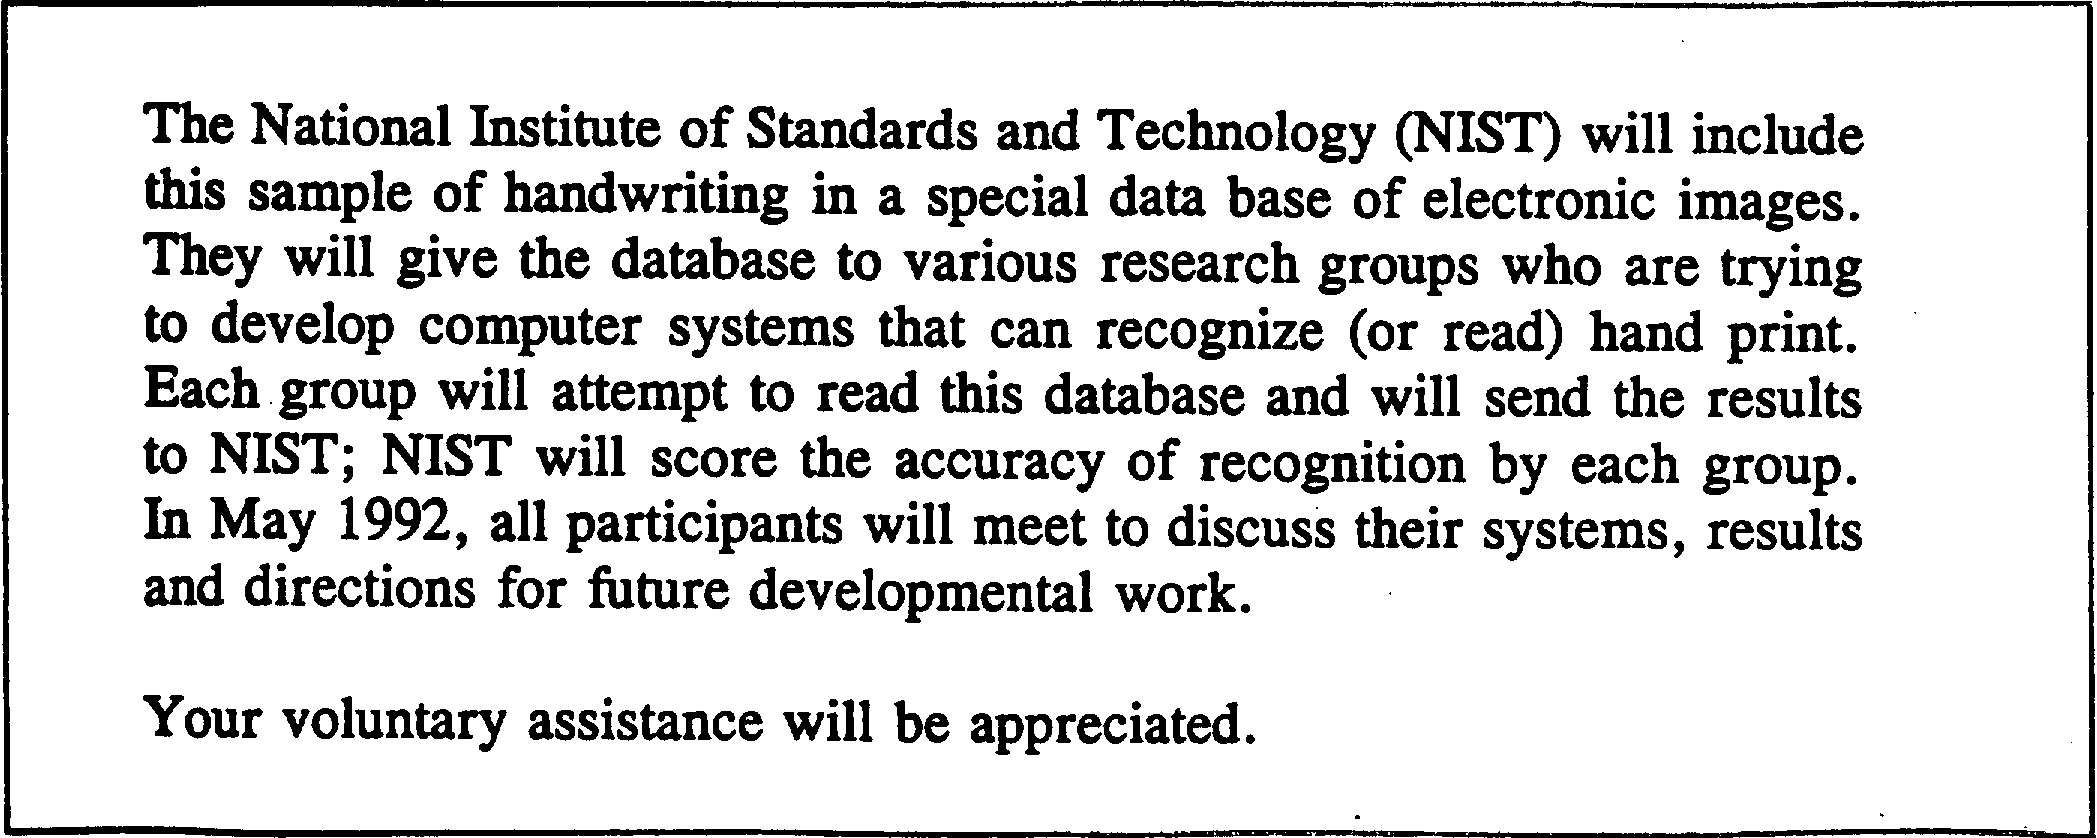 The National Institute of Standards and Technology (NIST) will include
this sample of handwriting in a special data base of electronic images.
They will give the database to various research groups who are trying
to develop computer systems that can recognize (or read) hand print.
Each group will attempt to read this database and will send the results
to NIST; NIST will score the accuracy of recognition by each group.
In May 1992, all participants will meet to discuss their systems, results
and directions for future developmental work.
Your voluntary assistance will be appreciated.